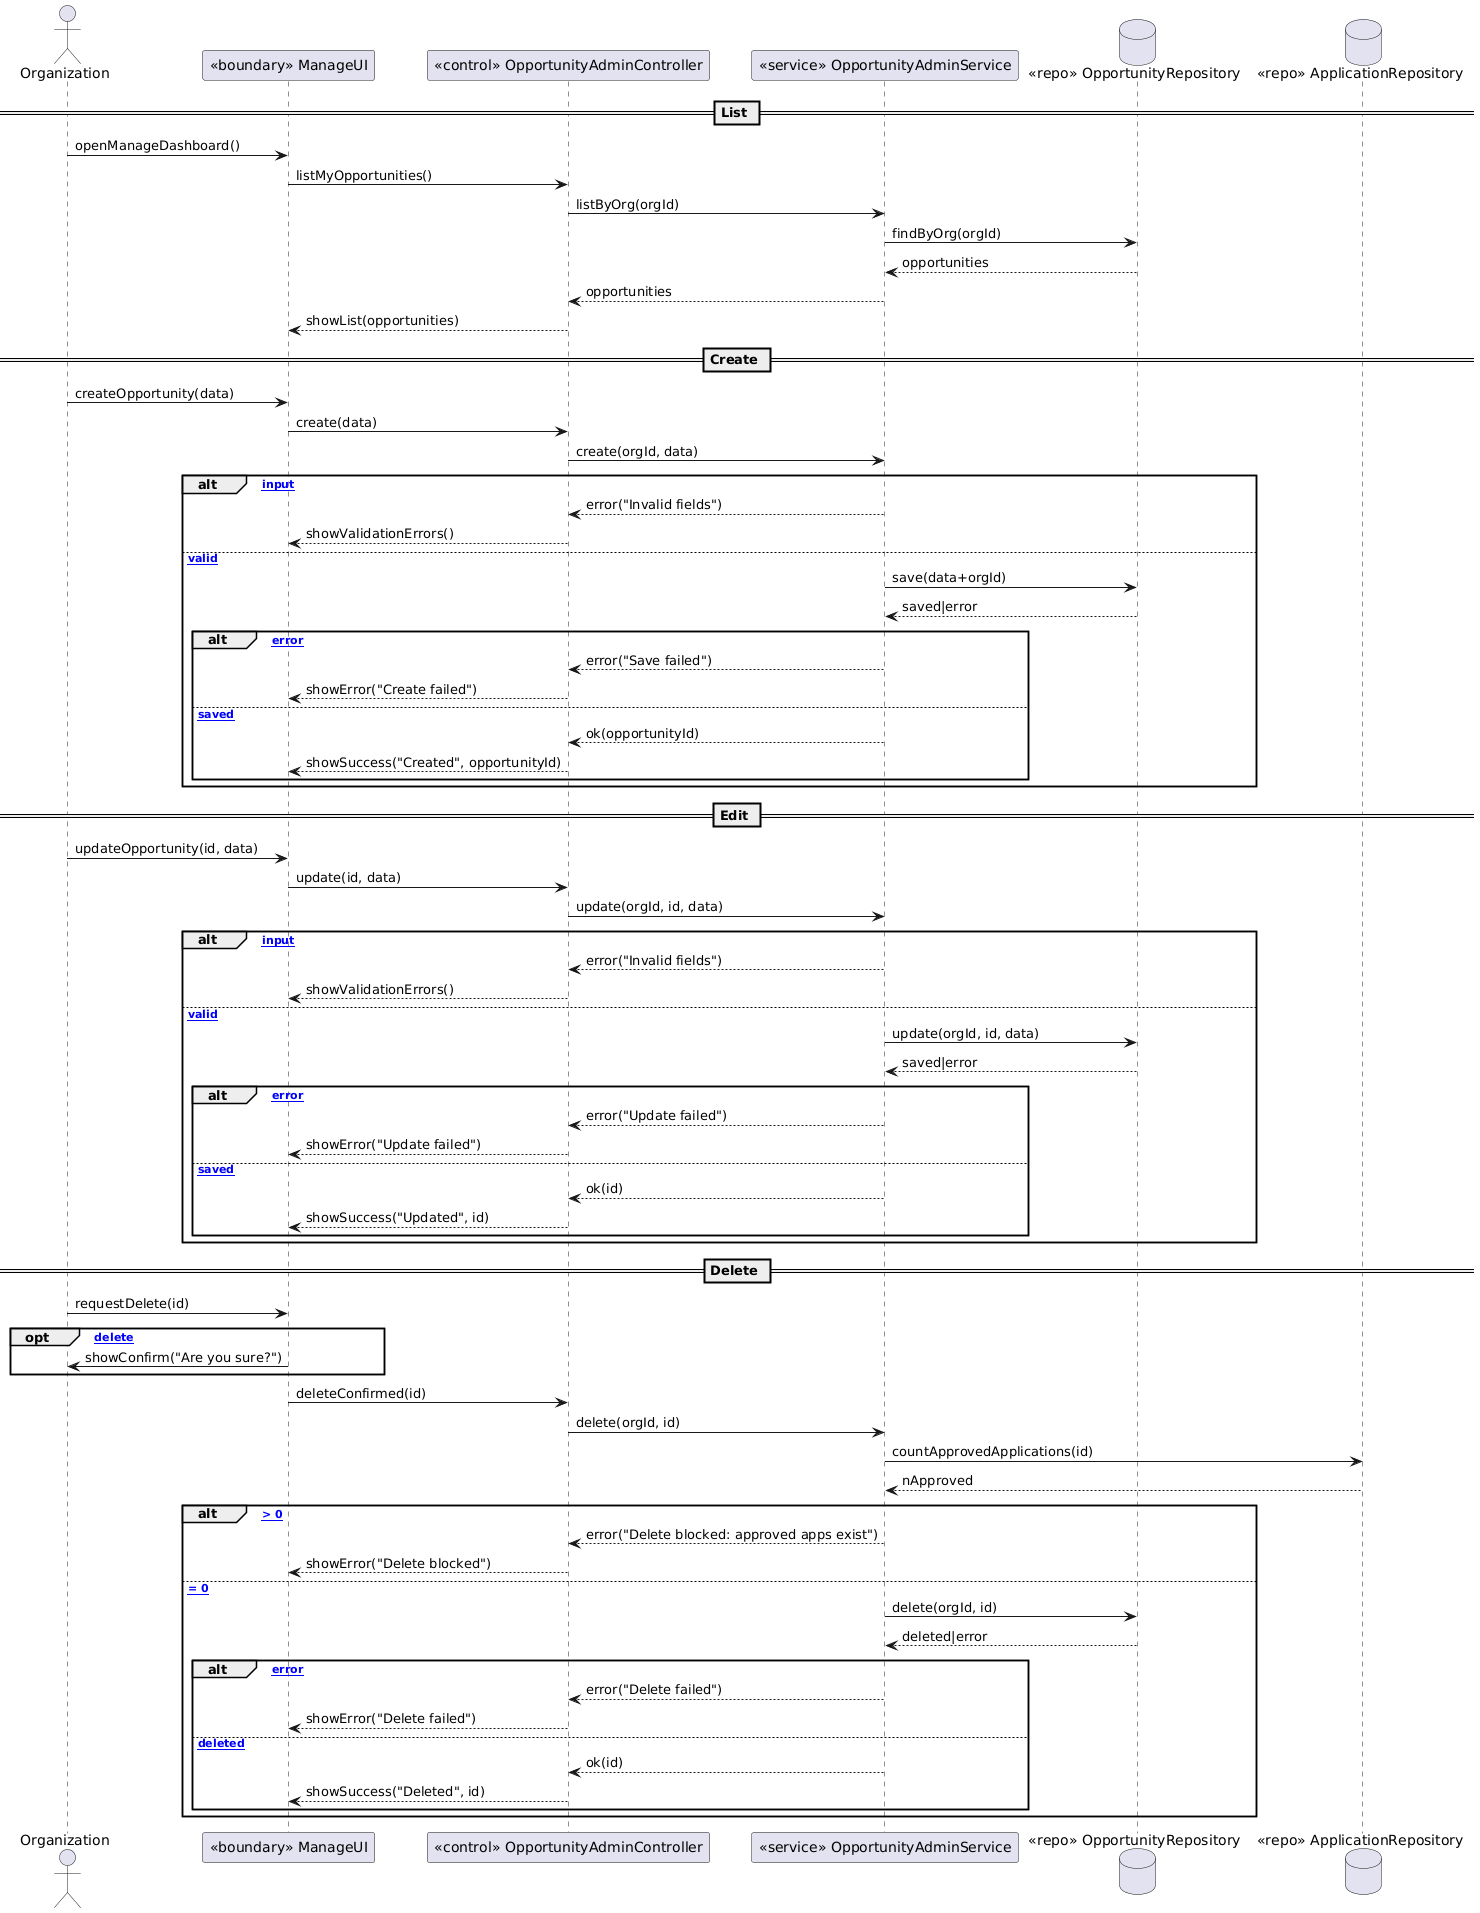 Organization
«boundary» ManageUI
«control» OpportunityAdminController
«service» OpportunityAdminService
«repo» OpportunityRepository
«repo» ApplicationRepository
List
openManageDashboard()
listMyOpportunities()
listByOrg(orgId)
findByOrg(orgId)
opportunities
opportunities
showList(opportunities)
Create
createOpportunity(data)
create(data)
create(orgId, data)
alt input
error("Invalid fields")
showValidationErrors()
valid
save(data+orgId)
saved|error
alt error
error("Save failed")
showError("Create failed")
saved
ok(opportunityId)
showSuccess("Created", opportunityId)
Edit
updateOpportunity(id, data)
update(id, data)
update(orgId, id, data)
alt input
error("Invalid fields")
showValidationErrors()
valid
update(orgId, id, data)
saved|error
alt error
error("Update failed")
showError("Update failed")
saved
ok(id)
showSuccess("Updated", id)
Delete
requestDelete(id)
opt delete
showConfirm("Are you sure?")
deleteConfirmed(id)
delete(orgId, id)
countApprovedApplications(id)
nApproved
alt > 0
error("Delete blocked: approved apps exist")
showError("Delete blocked")
= 0
delete(orgId, id)
deleted|error
alt error
error("Delete failed")
showError("Delete failed")
deleted
ok(id)
showSuccess("Deleted", id)
Organization
«boundary» ManageUI
«control» OpportunityAdminController
«service» OpportunityAdminService
«repo» OpportunityRepository
«repo» ApplicationRepository